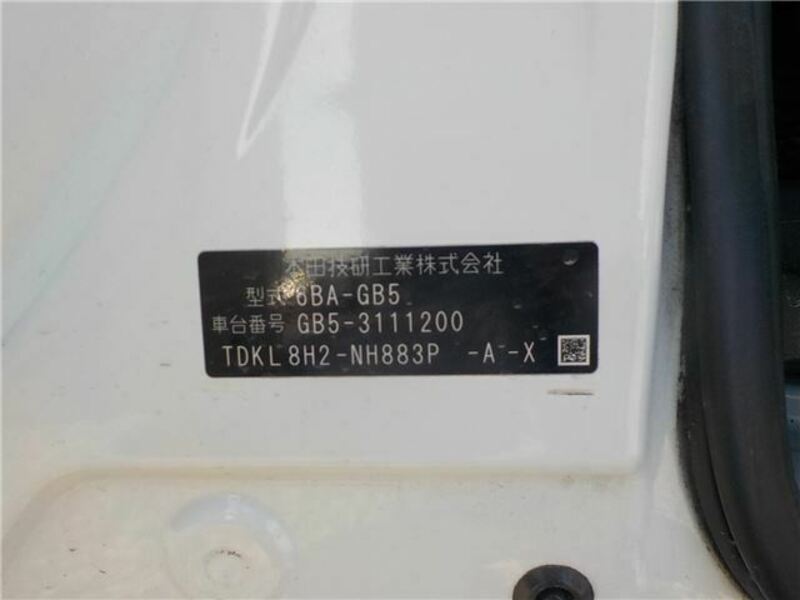 本田技研工業株式会社
型式 6BA-GB5
車台番号 GB5-3111200
TDKL 8H2-NH883P -A -X